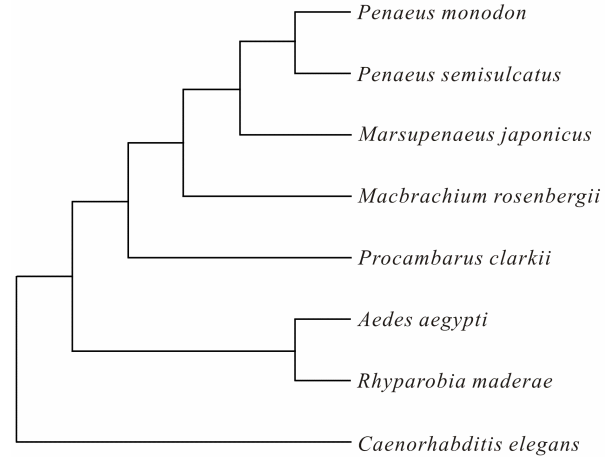 Penaeus monodon
Penaeus semisulcatus
Marsupenaeus japonicus
Macbrachium rosenbergii
Procambarus clarkii
Aedes aegypti
Rhyparobia maderae
Caenorhabditis elegans